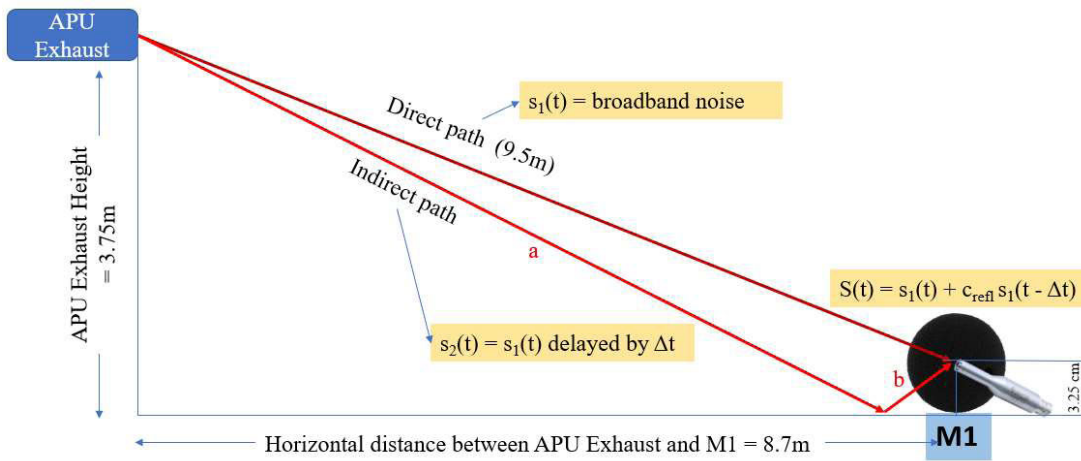 APU
Exhaust
s₁(t) = broadband noise
Direct path (9.5m)
Indirect path
APU Exhaust Height
= 3.75m
a
S(t) = s₁(t) + c_refl s₁(t - Δt)
s₂(t) = s₁(t) delayed by Δt
b
3.25 cm
M1
Horizontal distance between APU Exhaust and M1 = 8.7m